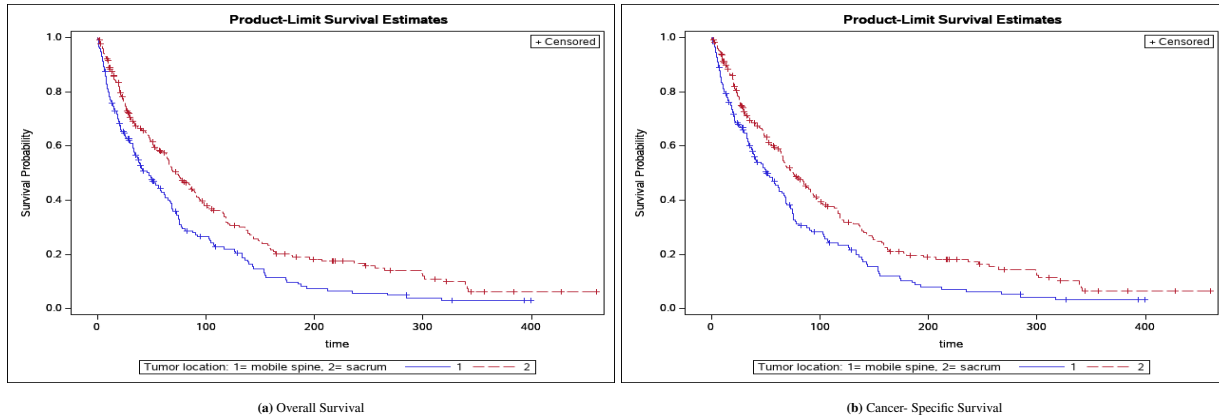 Product-Limit Survival Estimates
+ Censored
1.0
0.8
0.6
0.4
0.2
0.0
Survival Probability
0 100 200 300 400
time
Tumor location: 1= mobile spine, 2= sacrum 1 2
(a) Overall Survival
Product-Limit Survival Estimates
+ Censored
1.0
0.8
0.6
0.4
0.2
0.0
Survival Probability
0 100 200 300 400
time
Tumor location: 1= mobile spine, 2= sacrum 1 2
(b) Cancer- Specific Survival